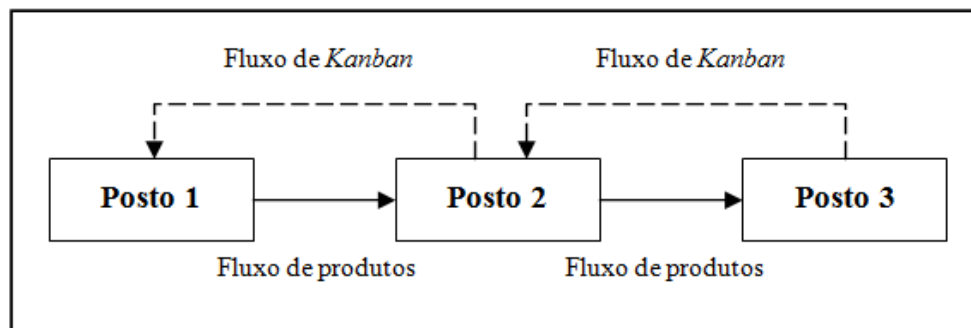 Fluxo de Kanban
Fluxo de Kanban
Posto 1
Posto 2
Posto 3
Fluxo de produtos
Fluxo de produtos